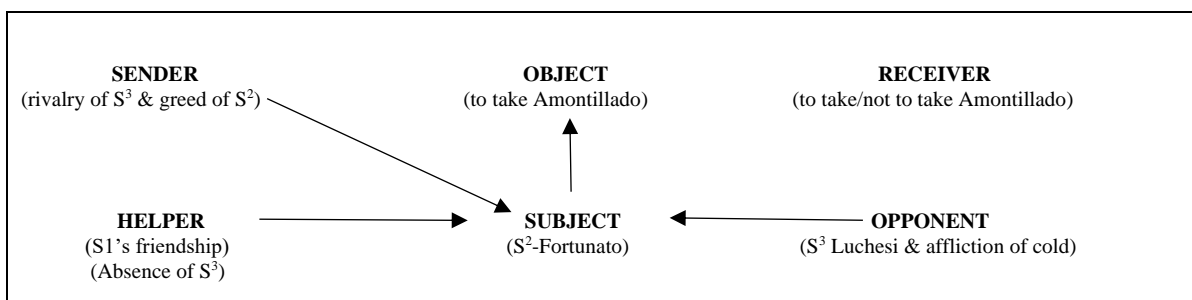 SENDER OBJECT RECEIVER
(rivalry of S³ & greed of S²) (to take Amontillado) (to take/not to take Amontillado)
HELPER SUBJECT OPPONENT
(S1’s friendship) (S²-Fortunato) (S³ Luchesi & affliction of cold)
(Absence of S³)